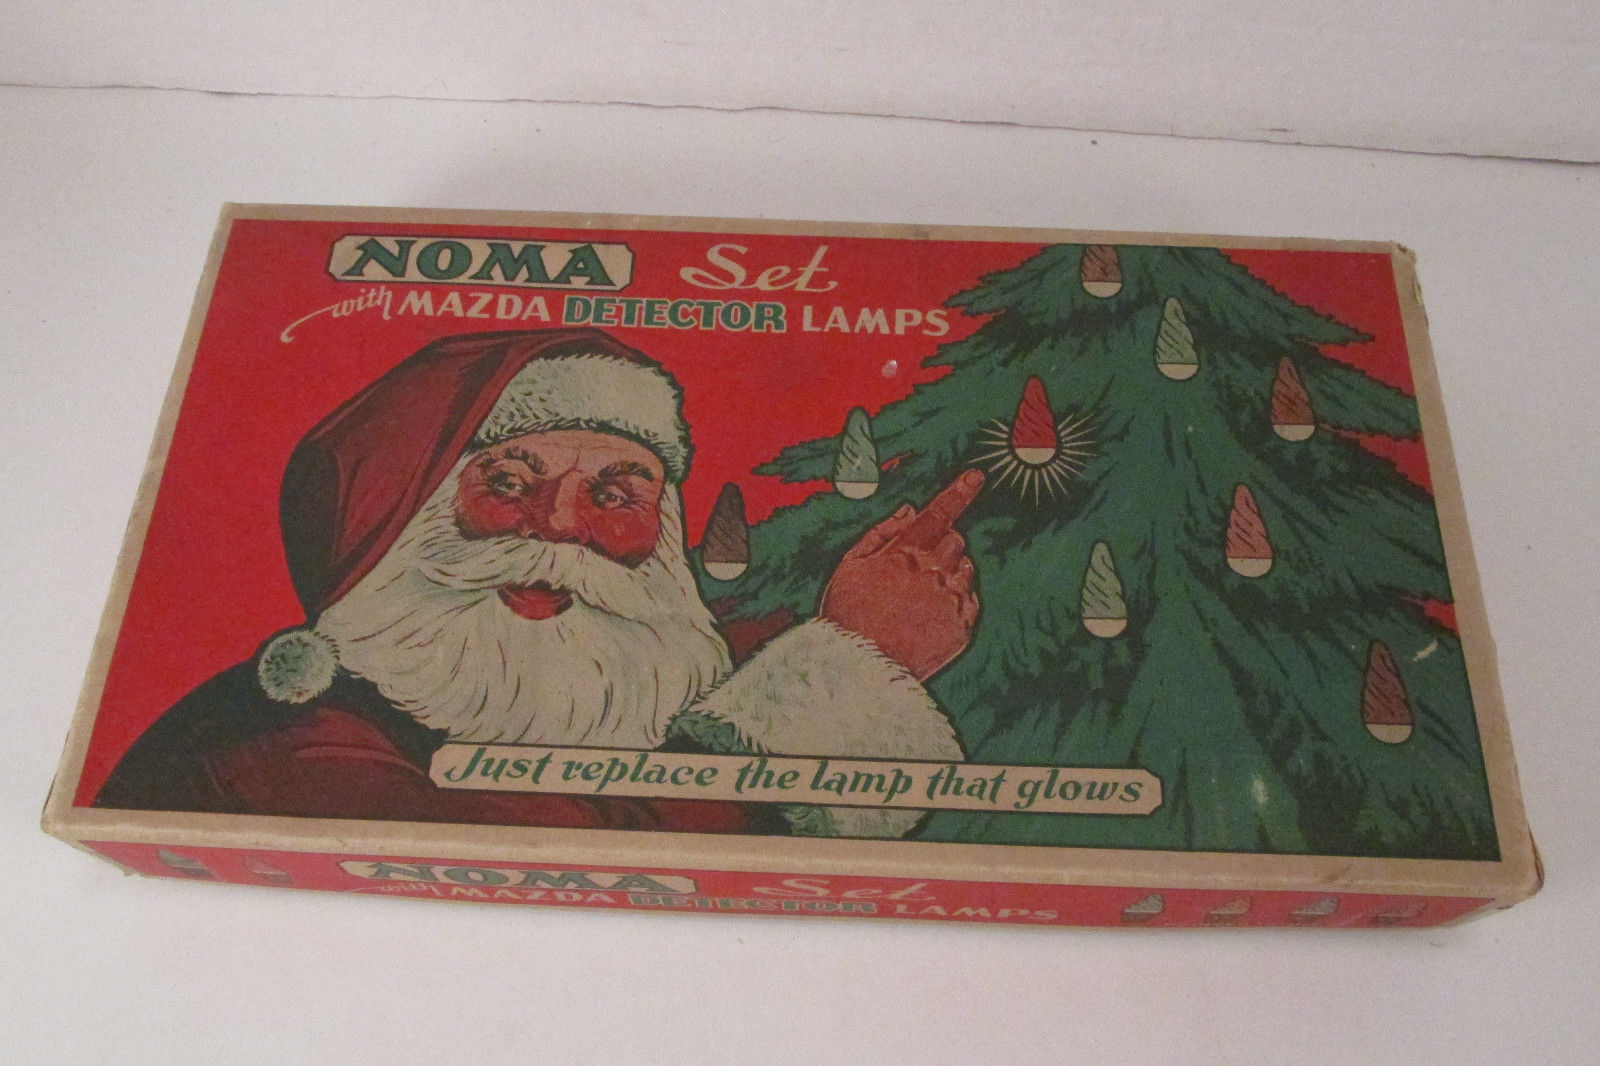 NOMA Set
with MAZDA DETECTOR LAMPS
Just replace the lamp that glows
NOMA Set
with MAZDA DETECTOR LAMPS